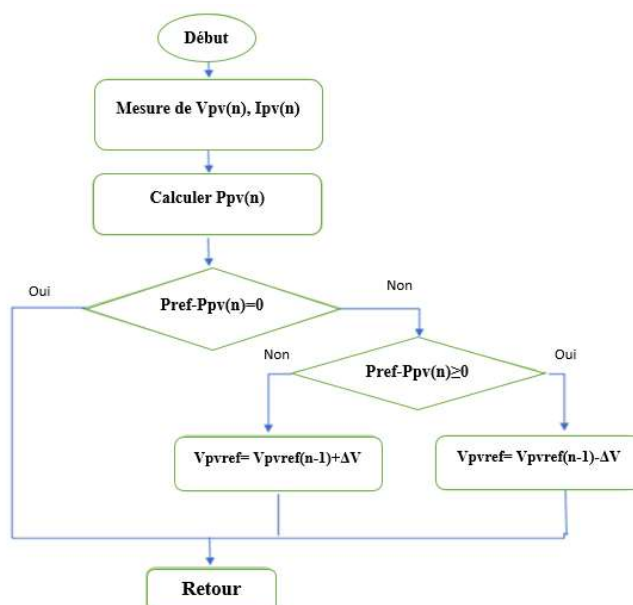 Début
Mesure de Vpv(n), Ipv(n)
Calculer Ppv(n)
Oui
Pref-Ppv(n)=0
Non
Non
Pref-Ppv(n)≥0
Oui
Vpvref= Vpvref(n-1)+ΔV
Vpvref= Vpvref(n-1)-ΔV
Retour